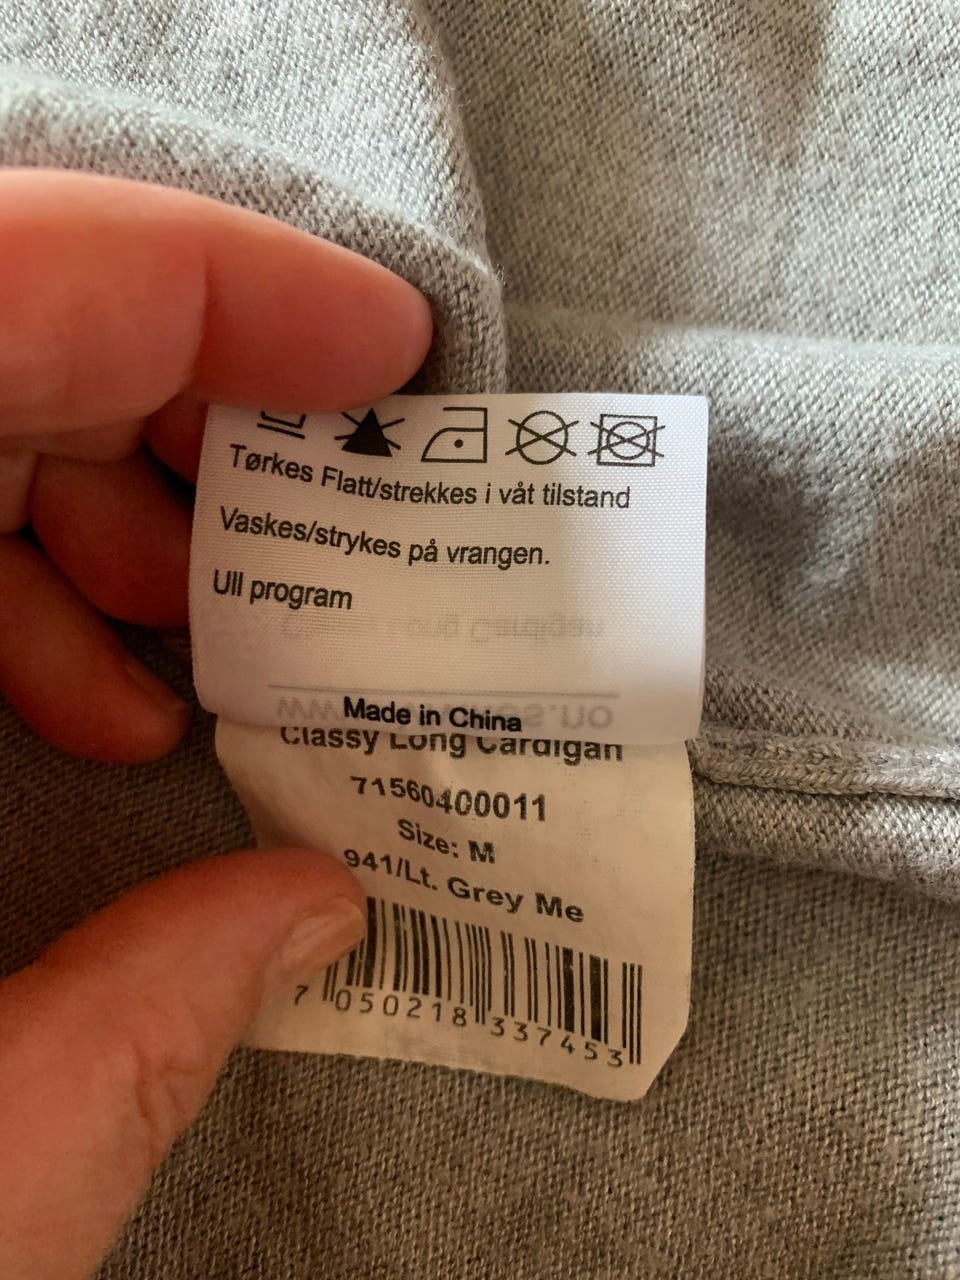 Tørkes Flatt/strekkes i våt tilstand
Vaskes/strykes på vrangen.
Ull program
Made in China
Classy Long Cardigan
71560400011
Size: M
941/Lt. Grey Me
7 050218 337453